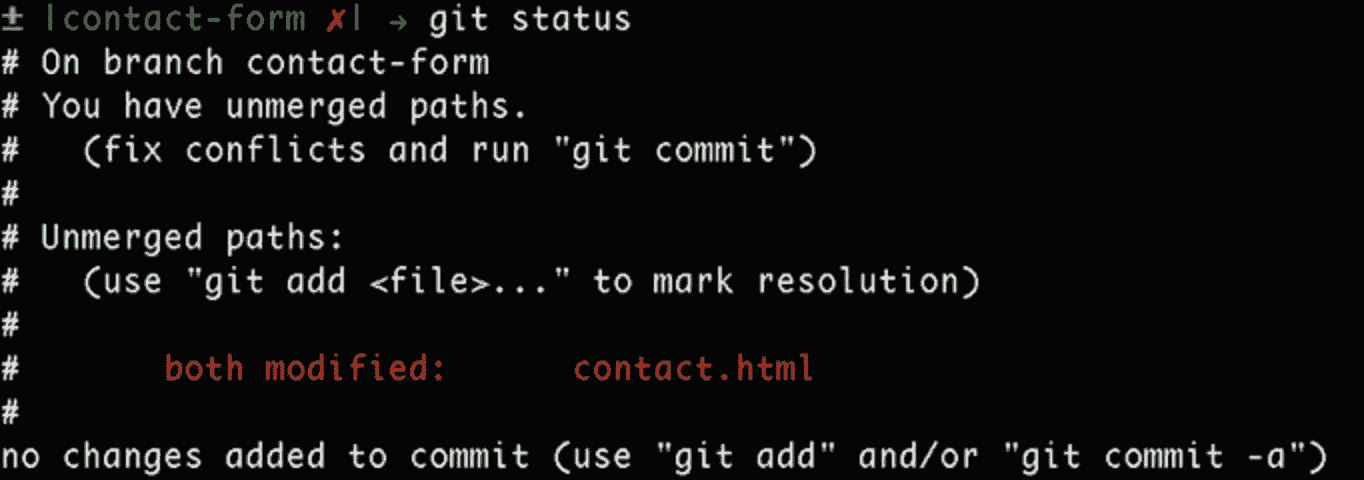 ± |contact-form ✗| → git status
# On branch contact-form
# You have unmerged paths.
#   (fix conflicts and run "git commit")
#
# Unmerged paths:
#   (use "git add <file>..." to mark resolution)
#
#       both modified:      contact.html
#
no changes added to commit (use "git add" and/or "git commit -a")